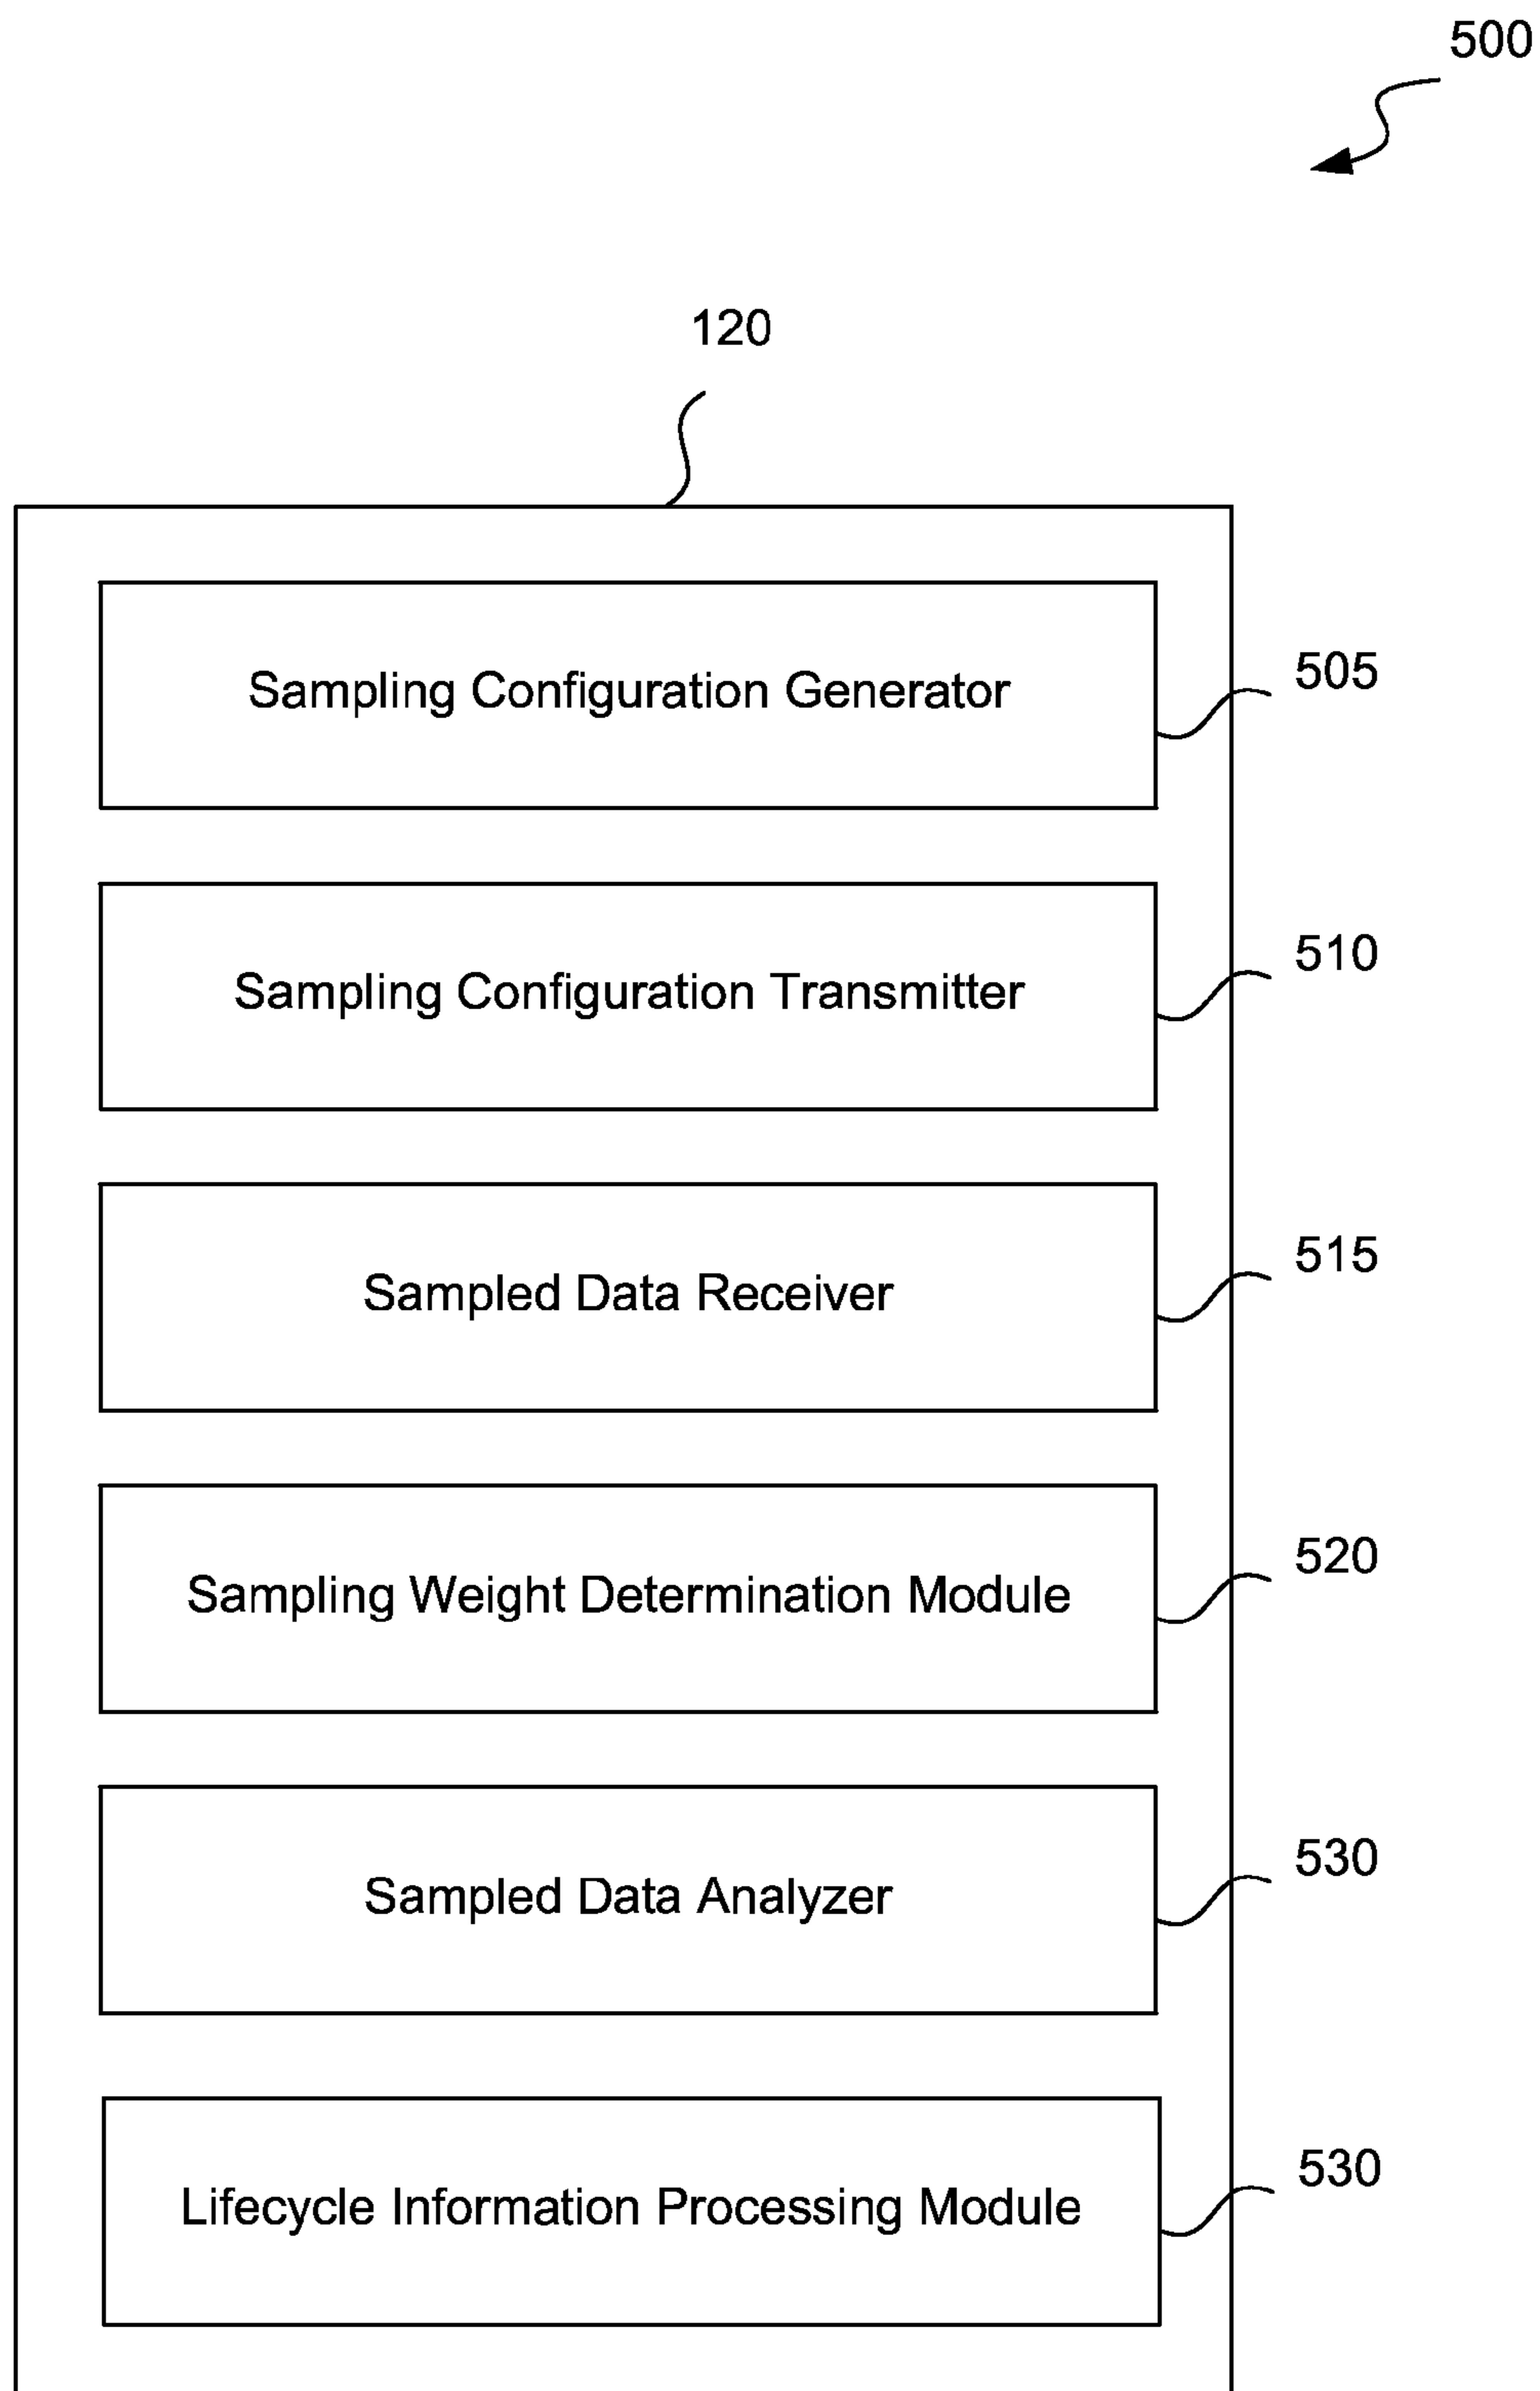 500
120
Sampling Configuration Generator
505
Sampling Configuration Transmitter
510
Sampled Data Receiver
515
Sampling Weight Determination Module
520
Sampled Data Analyzer
530
Lifecycle Information Processing Module
530